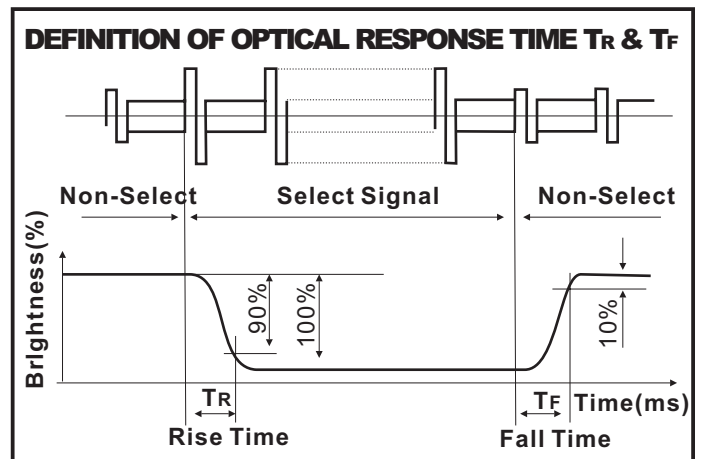 DEFINITION OF OPTICAL RESPONSE TIME TR & TF
Non-Select Select Signal Non-Select
Brightness(%)
90%
100%
10%
TR
TF Time(ms)
Rise Time
Fall Time